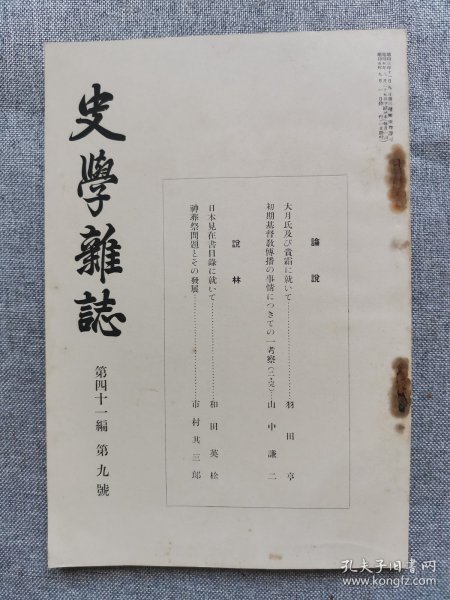 史學雜誌
第四十一編 第九號
論說
大月氏及び貴霜に就いて…………羽田亨
初期基督敎傳播の事情につきての一考察(二・完)…山中謙二
說林
日本見在書目錄に就いて…………和田英松
神葬祭問題とその發展…………市村其三郎
孔夫子旧书网
www.kongfz.com